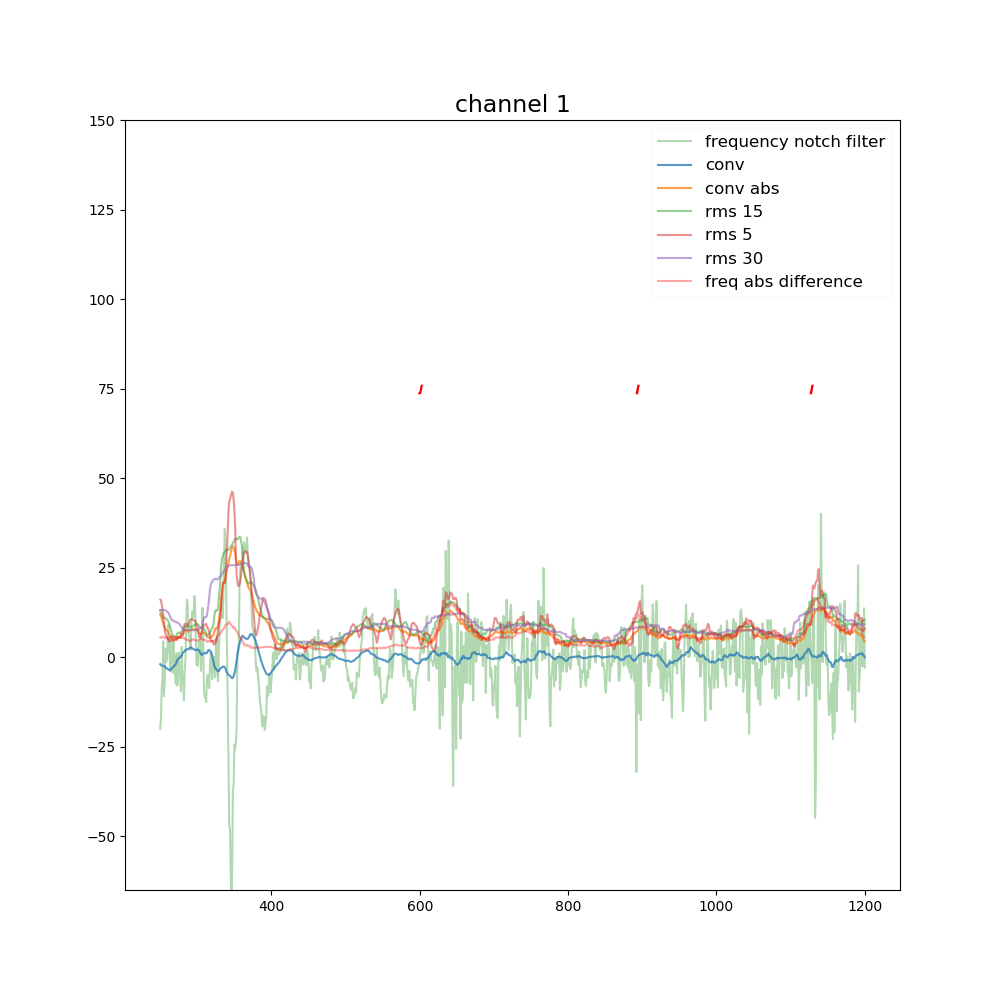 channel 1
150
125
100
75
50
25
0
−25
−50
400
600
800
1000
1200
frequency notch filter
conv
conv abs
rms 15
rms 5
rms 30
freq abs difference